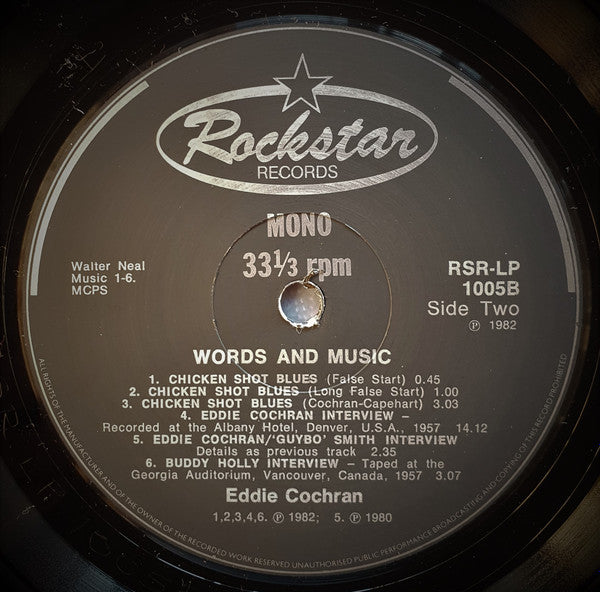 Rockstar
RECORDS
MONO
33⅓ rpm
Walter Neal
Music 1-6.
MCPS
RSR-LP
1005B
Side Two
℗ 1982
WORDS AND MUSIC
1. CHICKEN SHOT BLUES (False Start) 0.45
2. CHICKEN SHOT BLUES (Long False Start) 1.00
3. CHICKEN SHOT BLUES (Cochran-Capehart) 3.03
4. EDDIE COCHRAN INTERVIEW –
Recorded at the Albany Hotel, Denver, U.S.A., 1957 14.12
5. EDDIE COCHRAN/'GUYBO' SMITH INTERVIEW
Details as previous track 2.35
6. BUDDY HOLLY INTERVIEW – Taped at the
Georgia Auditorium, Vancouver, Canada, 1957 3.07
Eddie Cochran
1,2,3,4,6. ℗ 1982; 5. ℗ 1980
ALL RIGHTS OF THE MANUFACTURER AND OF THE OWNER OF THE RECORDED WORK RESERVED UNAUTHORISED PUBLIC PERFORMANCE BROADCASTING AND COPYING OF THIS RECORD PROHIBITED